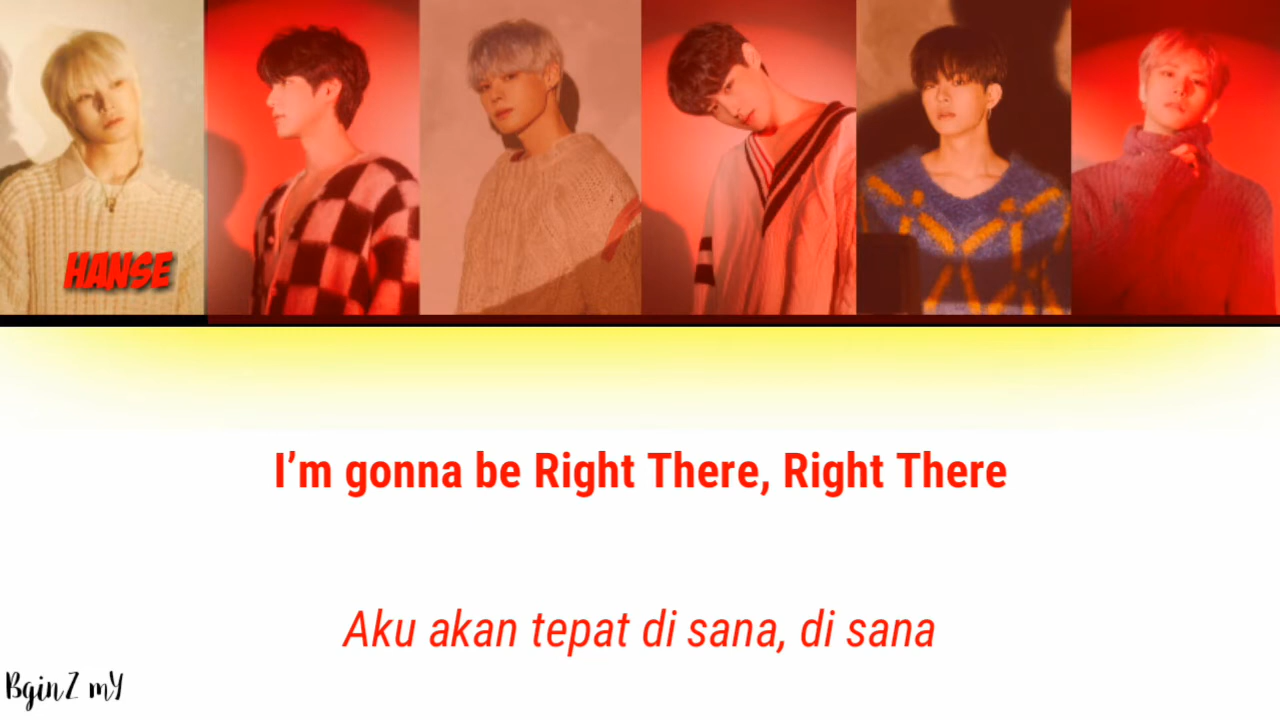 HANSE
I’m gonna be Right There, Right There
Aku akan tepat di sana, di sana
BginZ mY